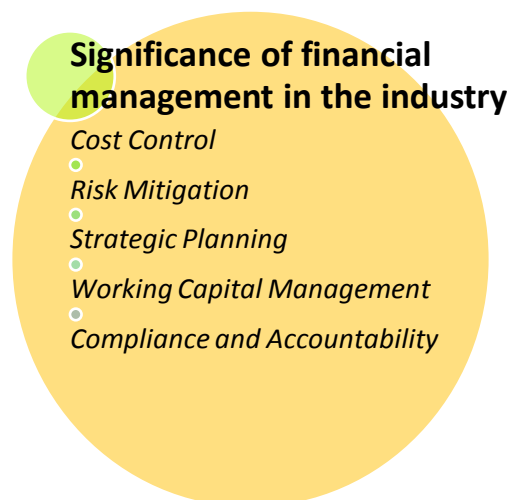 Significance of financial
management in the industry
Cost Control
Risk Mitigation
Strategic Planning
Working Capital Management
Compliance and Accountability